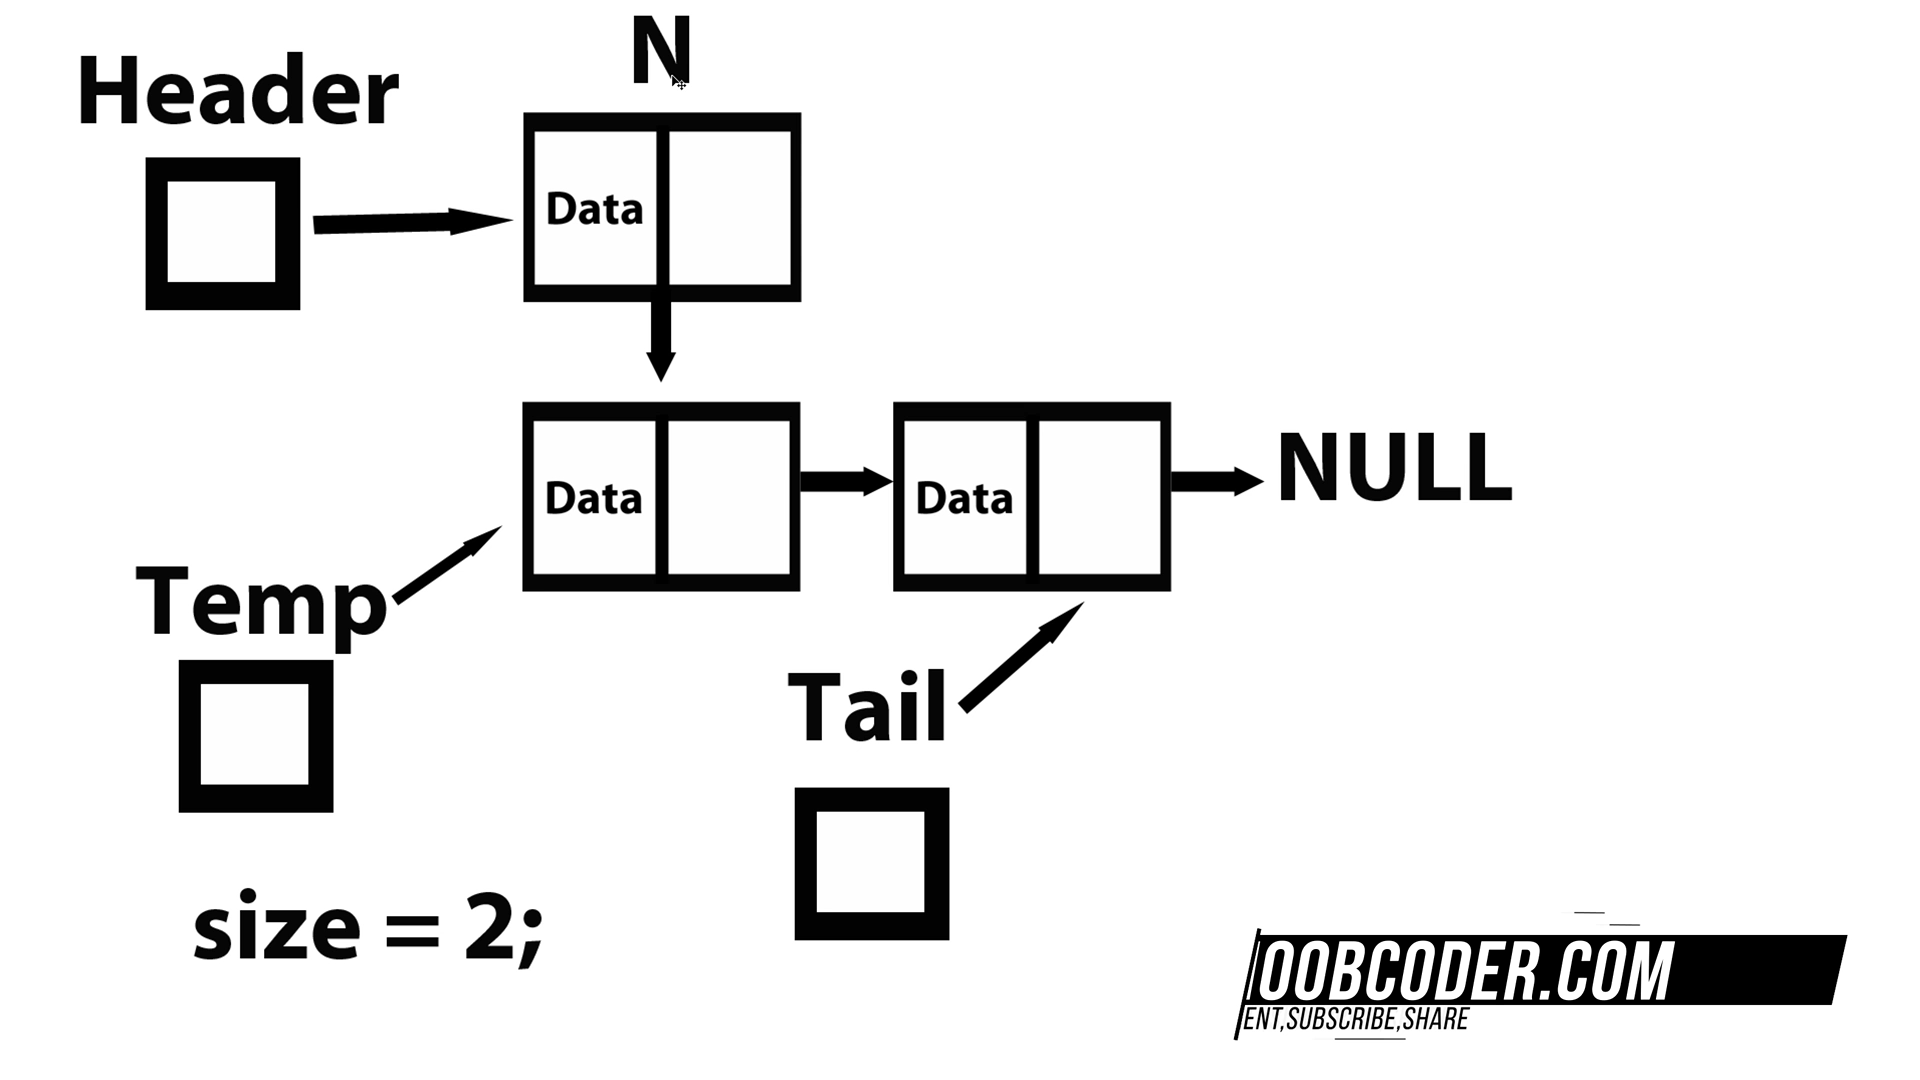 N
Header
Data
Data
Data
NULL
Temp
Tail
size = 2;
OOBCODER.COM
ENT,SUBSCRIBE,SHARE